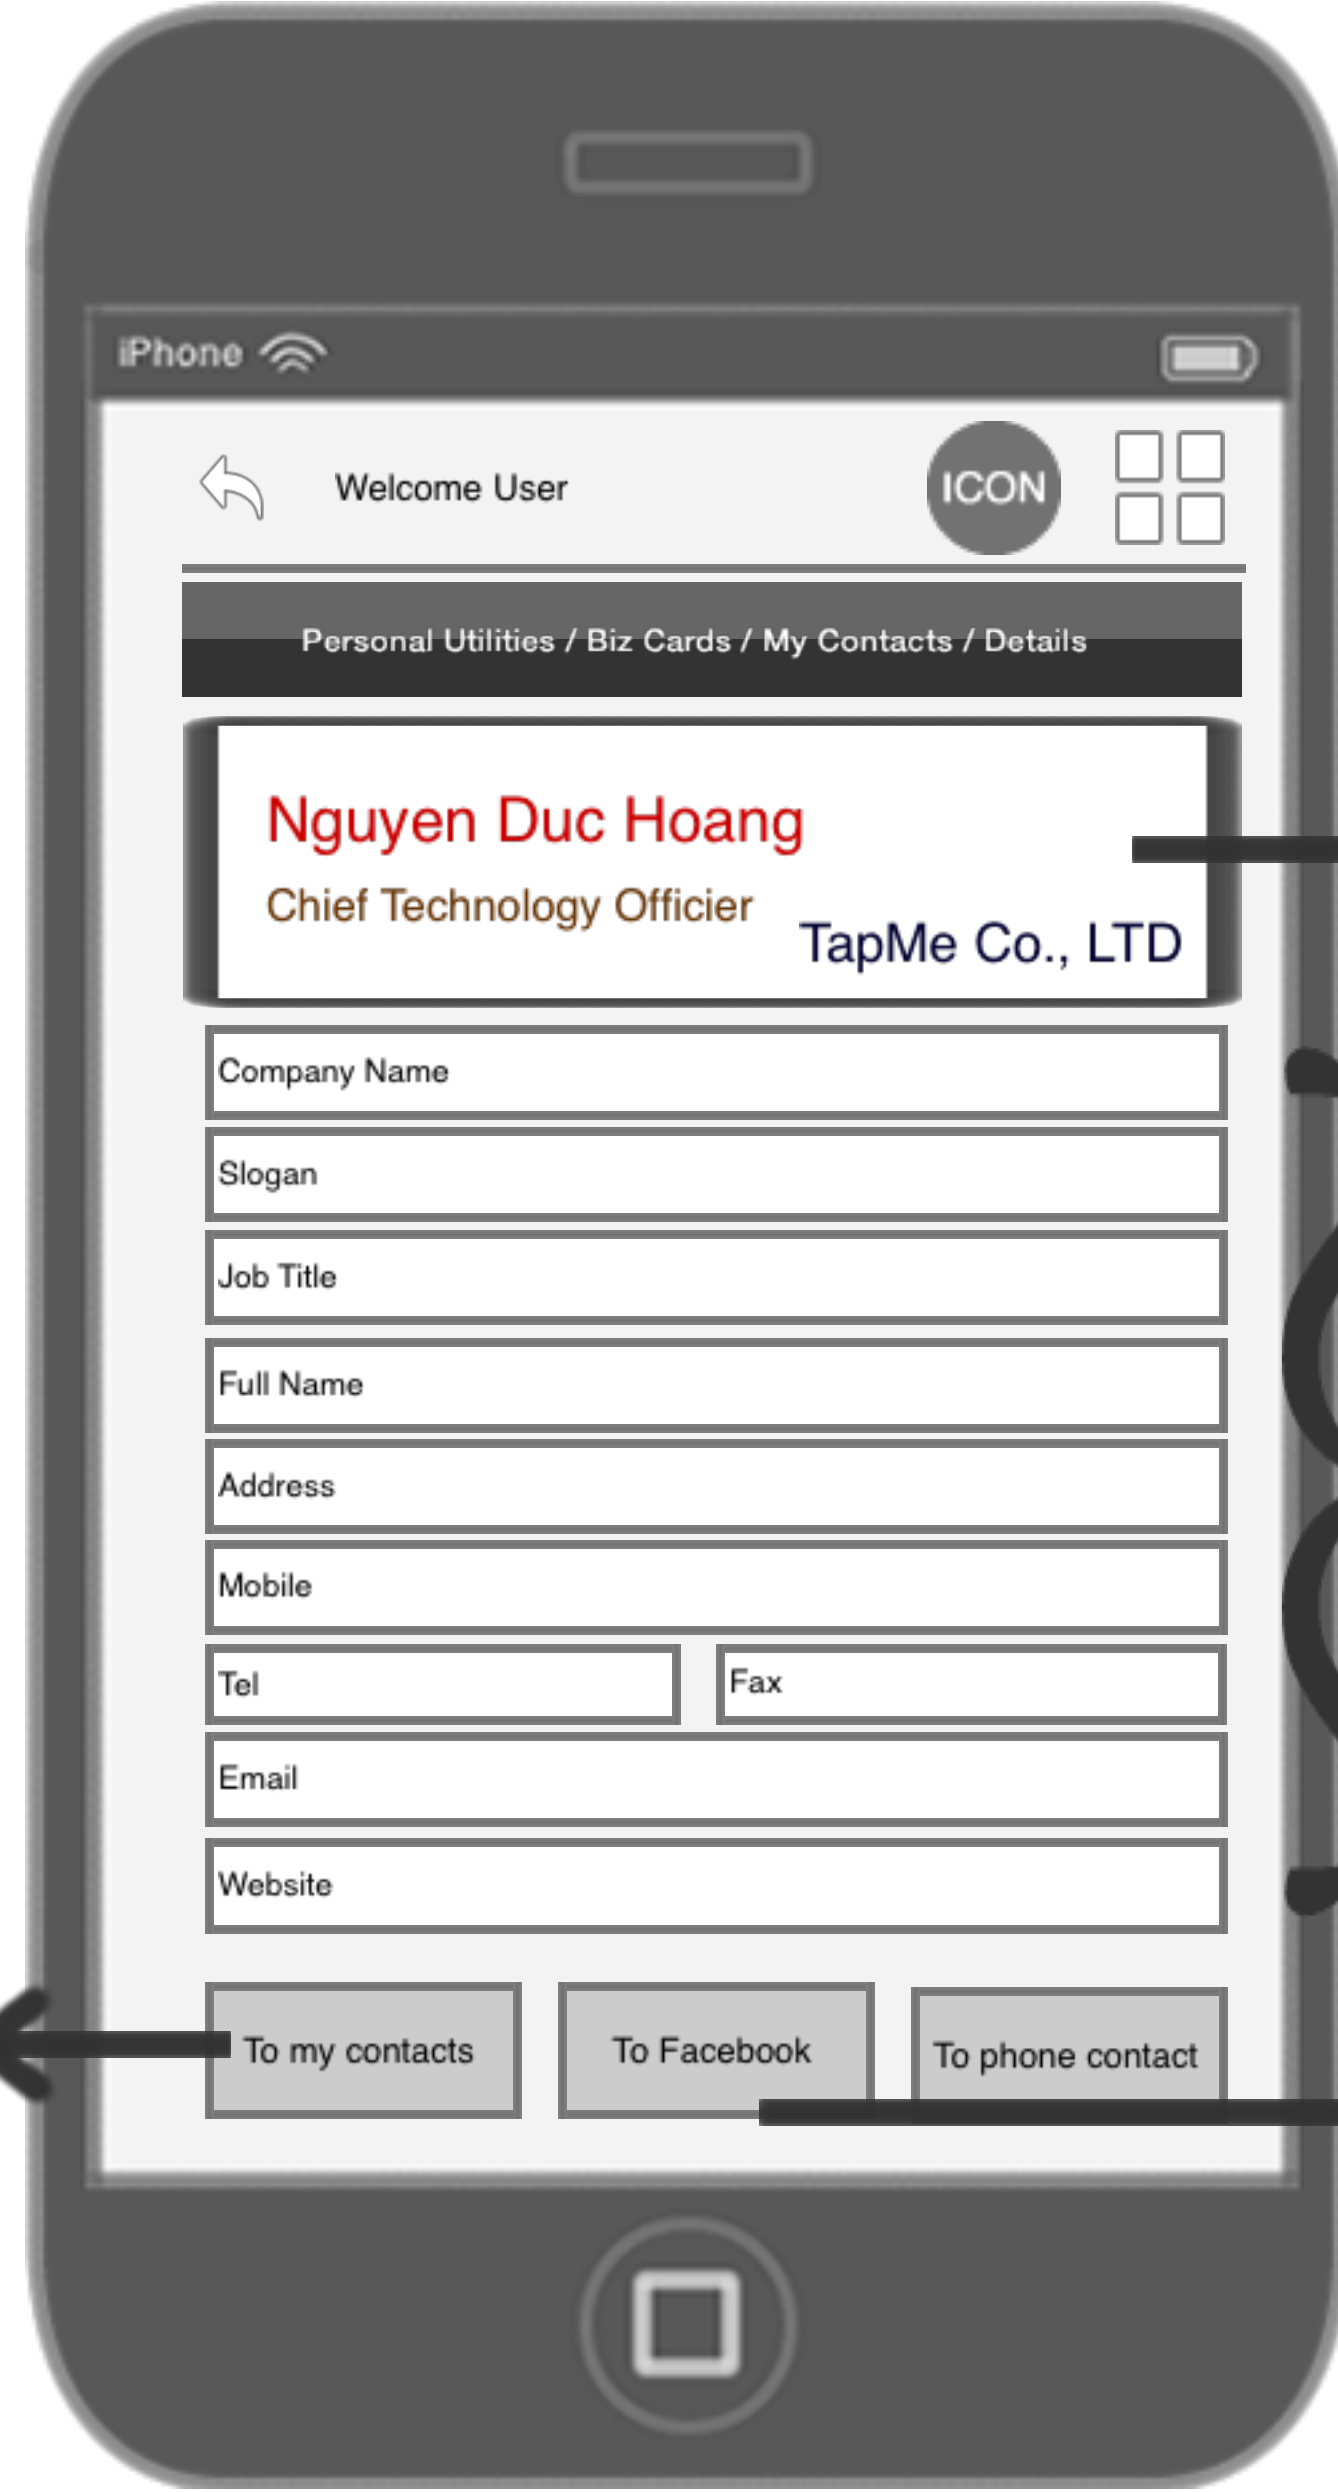 iPhone
Welcome User
ICON
Personal Utilities / Biz Cards / My Contacts / Details
Nguyen Duc Hoang
Chief Technology Officier
TapMe Co., LTD
Company Name
Slogan
Job Title
Full Name
Address
Mobile
Tel Fax
Email
Website
To my contacts To Facebook To phone contact